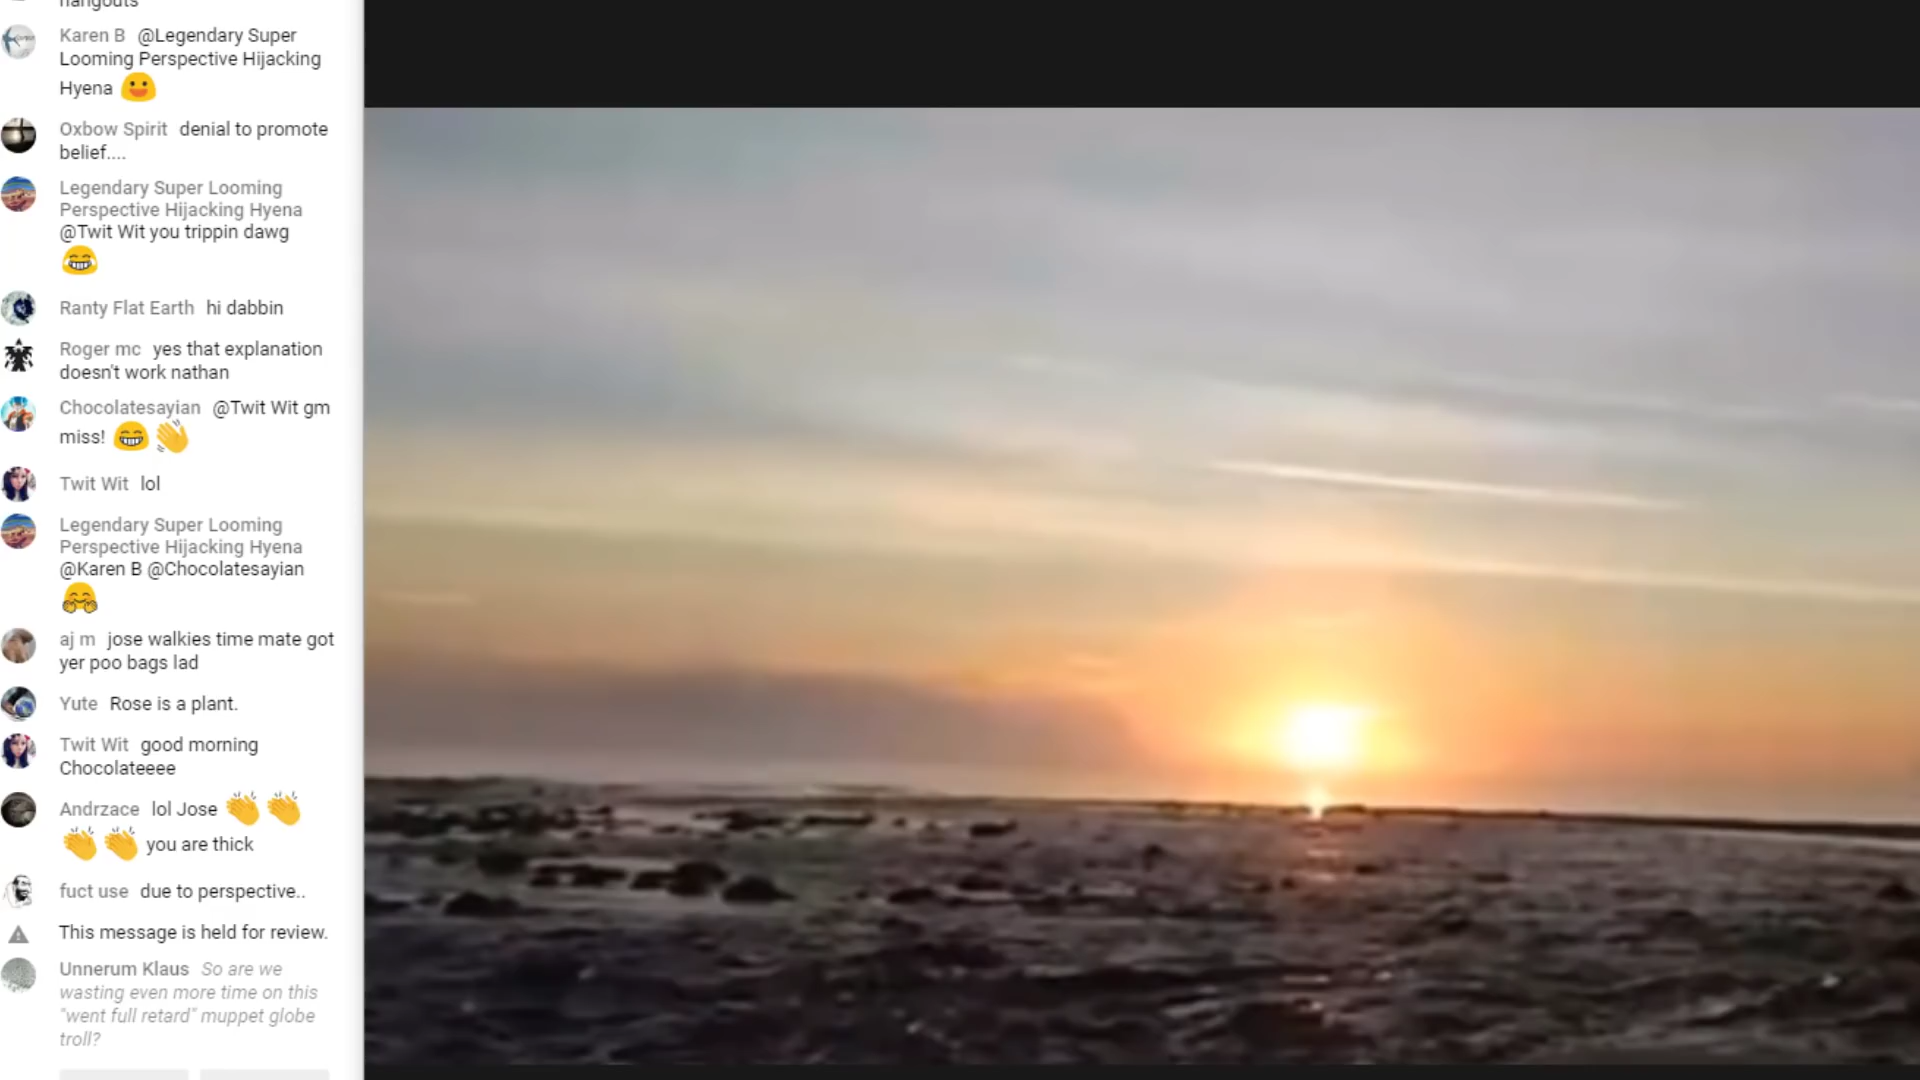 hangouts
Karen B @Legendary Super
Looming Perspective Hijacking
Hyena
Oxbow Spirit denial to promote
belief....
Legendary Super Looming
Perspective Hijacking Hyena
@Twit Wit you trippin dawg
Ranty Flat Earth hi dabbin
Roger mc yes that explanation
doesn't work nathan
Chocolatesayian @Twit Wit gm
miss!
Twit Wit lol
Legendary Super Looming
Perspective Hijacking Hyena
@Karen B @Chocolatesayian
aj m jose walkies time mate got
yer poo bags lad
Yute Rose is a plant.
Twit Wit good morning
Chocolateeee
Andrzace lol Jose
you are thick
fuct use due to perspective..
This message is held for review.
Unnerum Klaus So are we
wasting even more time on this
"went full retard" muppet globe
troll?